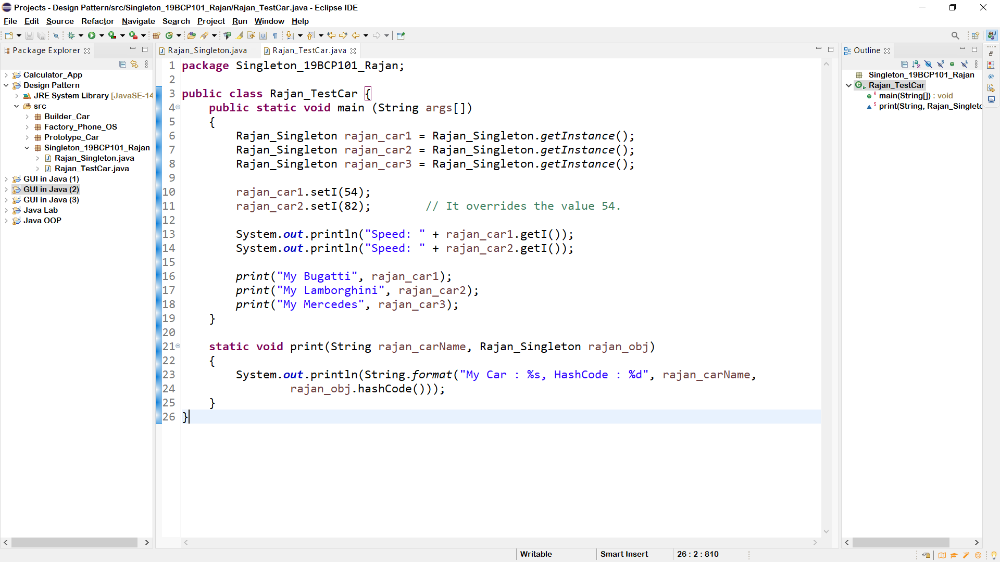 Projects - Design Pattern/src/Singleton_19BCP101_Rajan/Rajan_TestCar.java - Eclipse IDE
File Edit Source Refactor Navigate Search Project Run Window Help
Package Explorer
Calculator_App
Design Pattern
JRE System Library [JavaSE-14
src
Builder_Car
Factory_Phone_OS
Prototype_Car
Singleton_19BCP101_Rajan
Rajan_Singleton.java
Rajan_TestCar.java
GUI in Java (1)
GUI in Java (2)
GUI in Java (3)
Java Lab
Java OOP
Rajan_Singleton.java Rajan_TestCar.java
1 package Singleton_19BCP101_Rajan;
2
3 public class Rajan_TestCar {
4 public static void main (String args[])
5 {
6 Rajan_Singleton rajan_car1 = Rajan_Singleton.getInstance();
7 Rajan_Singleton rajan_car2 = Rajan_Singleton.getInstance();
8 Rajan_Singleton rajan_car3 = Rajan_Singleton.getInstance();
9
10 rajan_car1.setI(54);
11 rajan_car2.setI(82); // It overrides the value 54.
12
13 System.out.println("Speed: " + rajan_car1.getI());
14 System.out.println("Speed: " + rajan_car2.getI());
15
16 print("My Bugatti", rajan_car1);
17 print("My Lamborghini", rajan_car2);
18 print("My Mercedes", rajan_car3);
19 }
20
21 static void print(String rajan_carName, Rajan_Singleton rajan_obj)
22 {
23 System.out.println(String.format("My Car : %s, HashCode : %d", rajan_carName,
24 rajan_obj.hashCode()));
25 }
26 }
Outline
Singleton_19BCP101_Rajan
Rajan_TestCar
main(String[]) : void
print(String, Rajan_Singleto
Writable Smart Insert 26 : 2 : 810